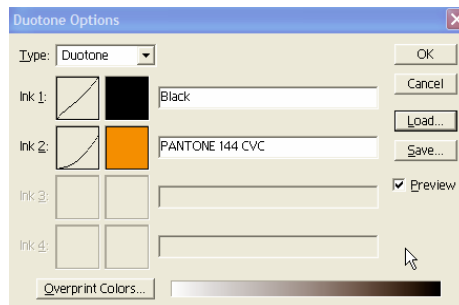 Duotone Options
Type: Duotone
OK
Cancel
Ink 1: Black
Load...
Ink 2: PANTONE 144 CVC
Save...
Preview
Ink 3:
Ink 4:
Overprint Colors...